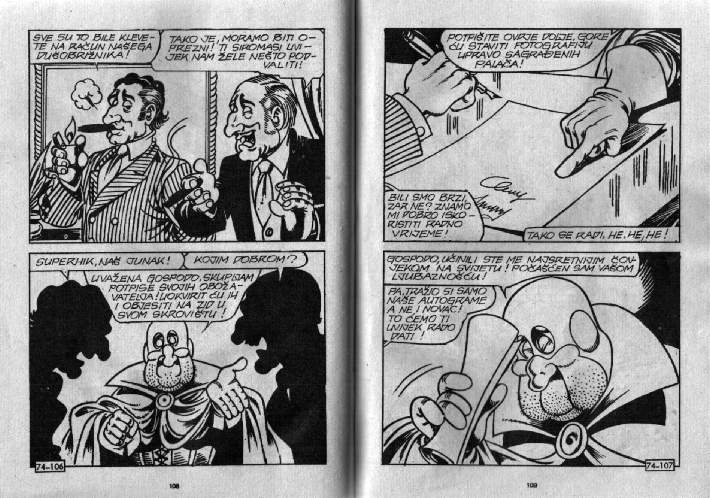 SVE SU TO BILE KLEVE-
TE NA RAČUN NAŠEGA
DUŠOBRIŽNIKA!
TAKO JE, MORAMO BITI O-
PREZNI! TI SIROMASI UVI-
JEK NAM ŽELE NEŠTO POD-
VALITI!
SUPERHIK, NAŠ JUNAK!
KOJIM DOBROM?
UVAŽENA GOSPODO, SKUPLJAM
POTPISE SVOJIH OBOŽA-
VATELJA! UOKVIRIT ĆU IH
I OBJESITI NA ZID U
SVOM SKROVIŠTU!
74-106
108
POTPIŠITE OVDJE DOLJE, GORE
ĆU STAVITI FOTOGRAFIJU
UPRAVO SAGRAĐENIH
PALAČA!
BILI SMO BRZI,
ZAR NE? ZNAMO
MI DOBRO ISKO-
RISTITI RADNO
VRIJEME!
TAKO SE RADI, HE, HE, HE!
GOSPODO, UČINILI STE ME NAJSRETNIJIM ČOV-
JEKOM NA SVIJETU! POČAŠĆEN SAM VAŠOM
LJUBAZNOŠĆU!
PA, TRAŽIO SI SAMO
NAŠE AUTOGRAME
A NE I NOVAC!
TO ĆEMO TI
UVIJEK RADO
DATI!
74-107
109